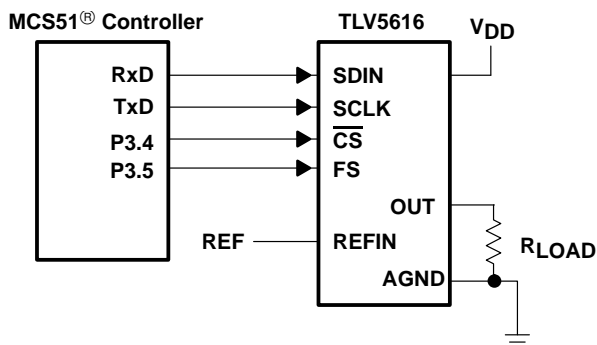 MCS51® Controller
TLV5616
VDD
RxD
TxD
P3.4
P3.5
SDIN
SCLK
CS
FS
OUT
REF
REFIN
RLOAD
AGND